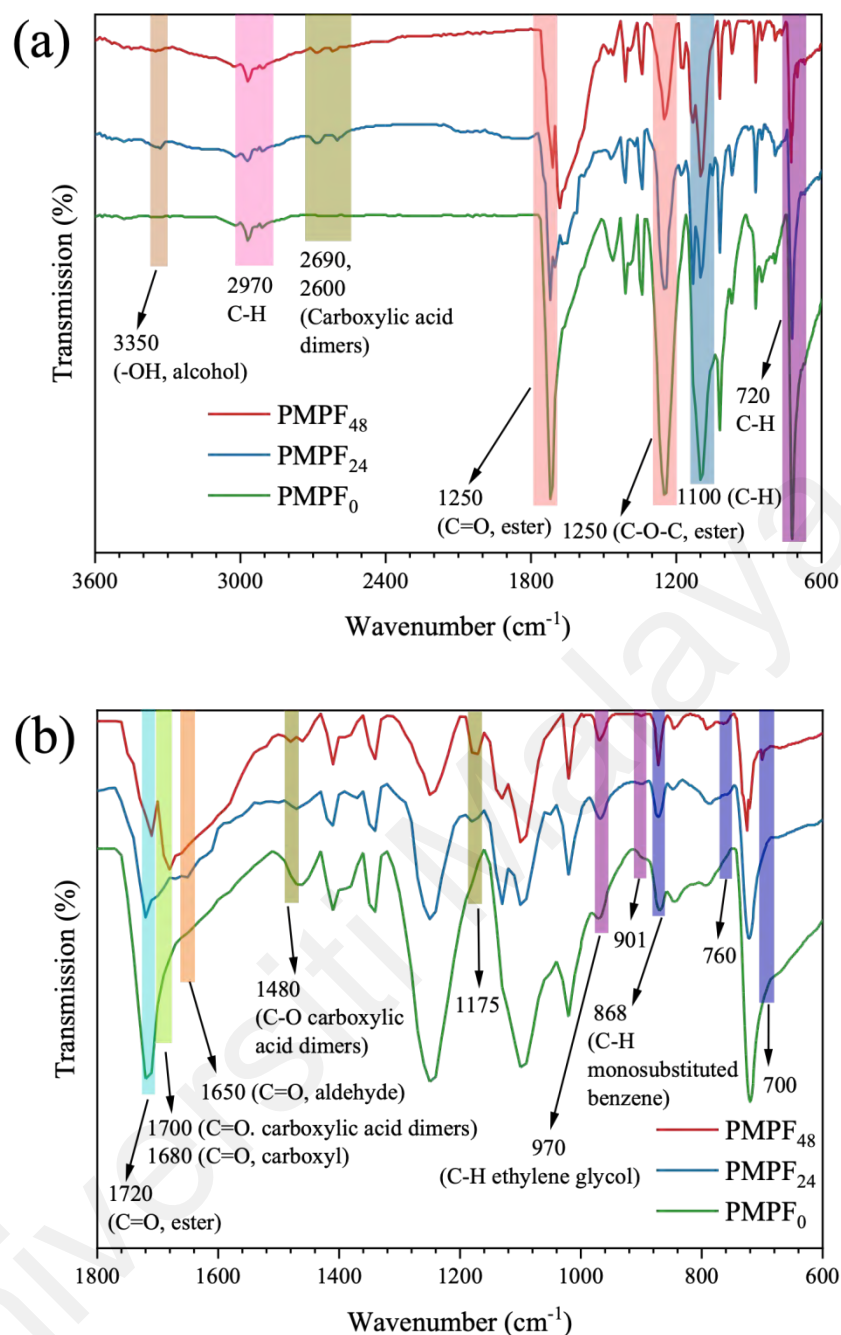 (a)
Transmission (%)
3350
(-OH, alcohol)
2970
C-H
2690,
2600
(Carboxylic acid
dimers)
1250
(C=O, ester)
1250 (C-O-C, ester)
1100 (C-H)
720
C-H
PMPF₄₈
PMPF₂₄
PMPF₀
3600 3000 2400 1800 1200 600
Wavenumber (cm⁻¹)
(b)
Transmission (%)
1720
(C=O, ester)
1700 (C=O. carboxylic acid dimers)
1680 (C=O, carboxyl)
1650 (C=O, aldehyde)
1480
(C-O carboxylic
acid dimers)
1175
970
(C-H ethylene glycol)
901
868
(C-H
monosubstituted
benzene)
760
700
PMPF₄₈
PMPF₂₄
PMPF₀
1800 1600 1400 1200 1000 800 600
Wavenumber (cm⁻¹)
niversiti Malaya